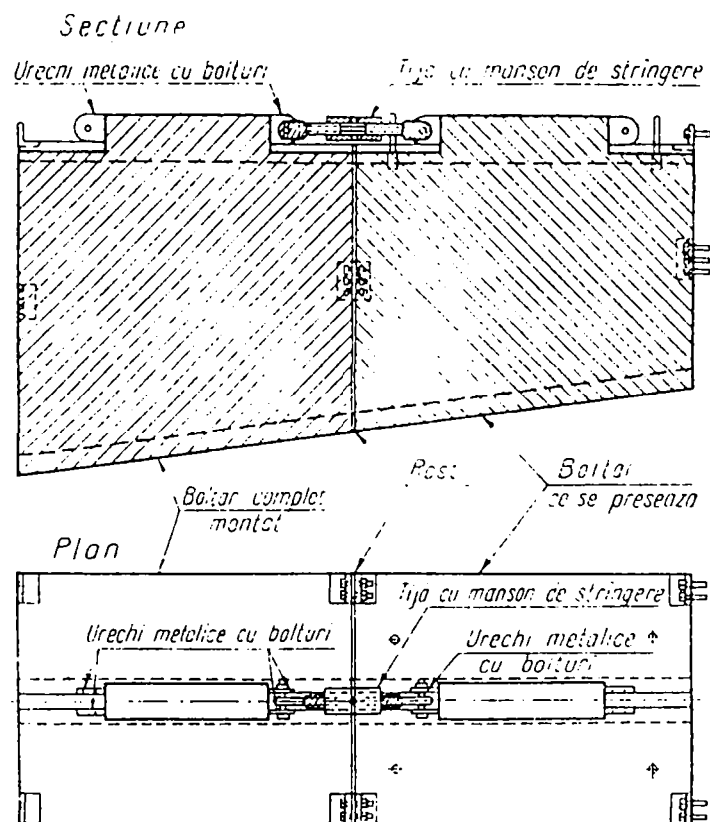 Sectiune
Urechi metalice cu bolturi
Tija cu manson de stringere
Rost
Boltar
ce se preseaza
Boltar complet
montat
Plan
Tija cu manson de stringere
Urechi metalice cu bolturi
Urechi metalice
cu bolturi